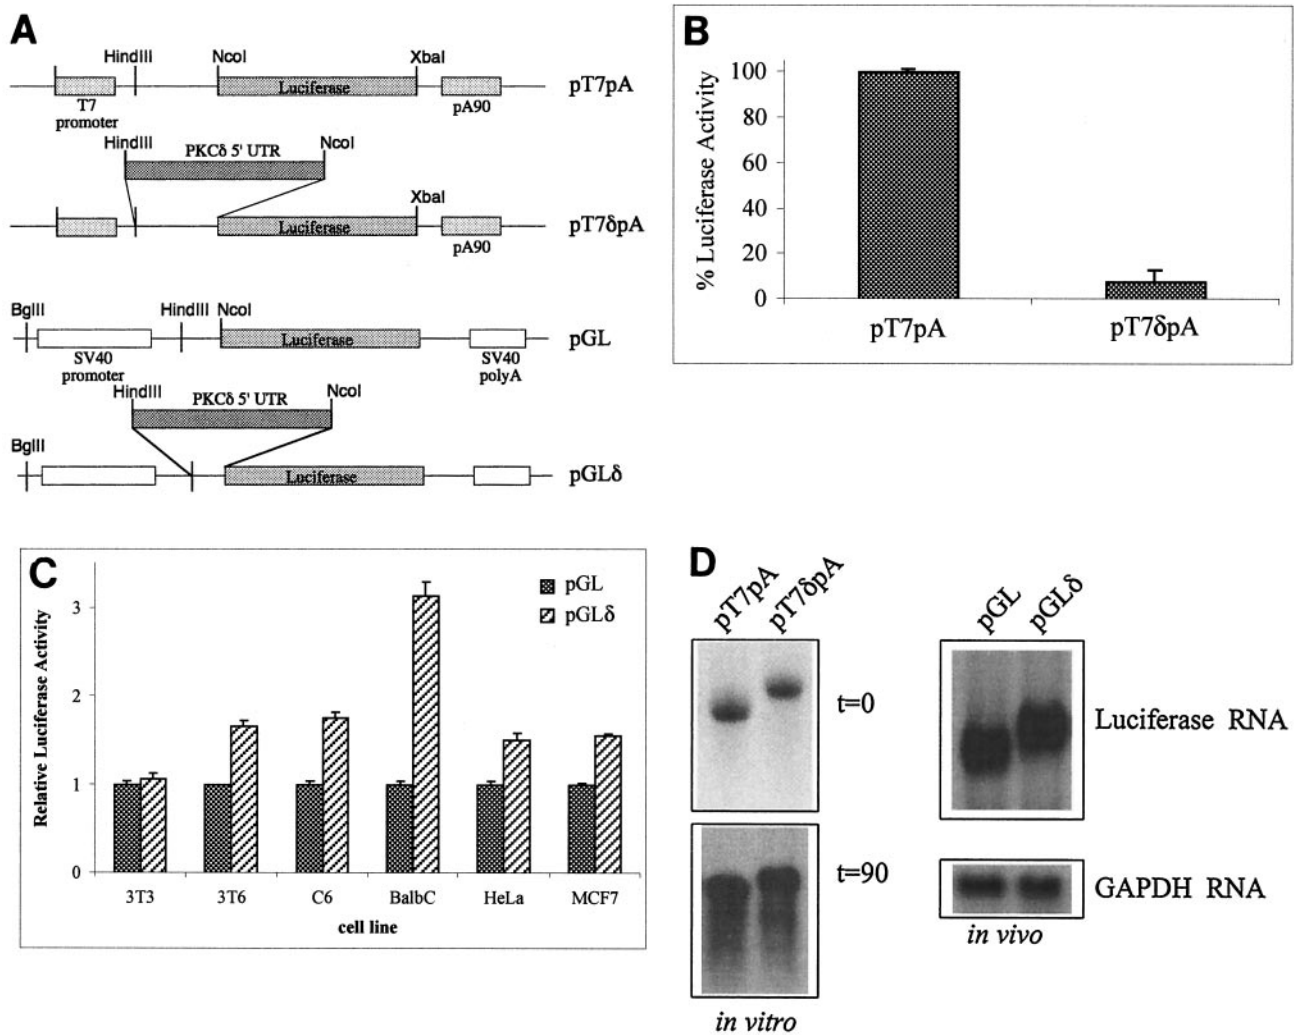 A
HindIII NcoI XbaI
Luciferase pT7pA
T7 promoter pA90
HindIII PKCδ 5' UTR NcoI
XbaI
Luciferase pT7δpA
pA90
BglII HindIII NcoI
Luciferase pGL
SV40 promoter SV40 polyA
HindIII PKCδ 5' UTR NcoI
BglII
Luciferase pGLδ
B
% Luciferase Activity
100
80
60
40
20
0
pT7pA pT7δpA
C
pGL
pGLδ
Relative Luciferase Activity
3
2
1
0
3T3 3T6 C6 BalbC HeLa MCF7
cell line
D
pT7pA pT7δpA pGL pGLδ
t=0 Luciferase RNA
t=90 GAPDH RNA
in vivo
in vitro